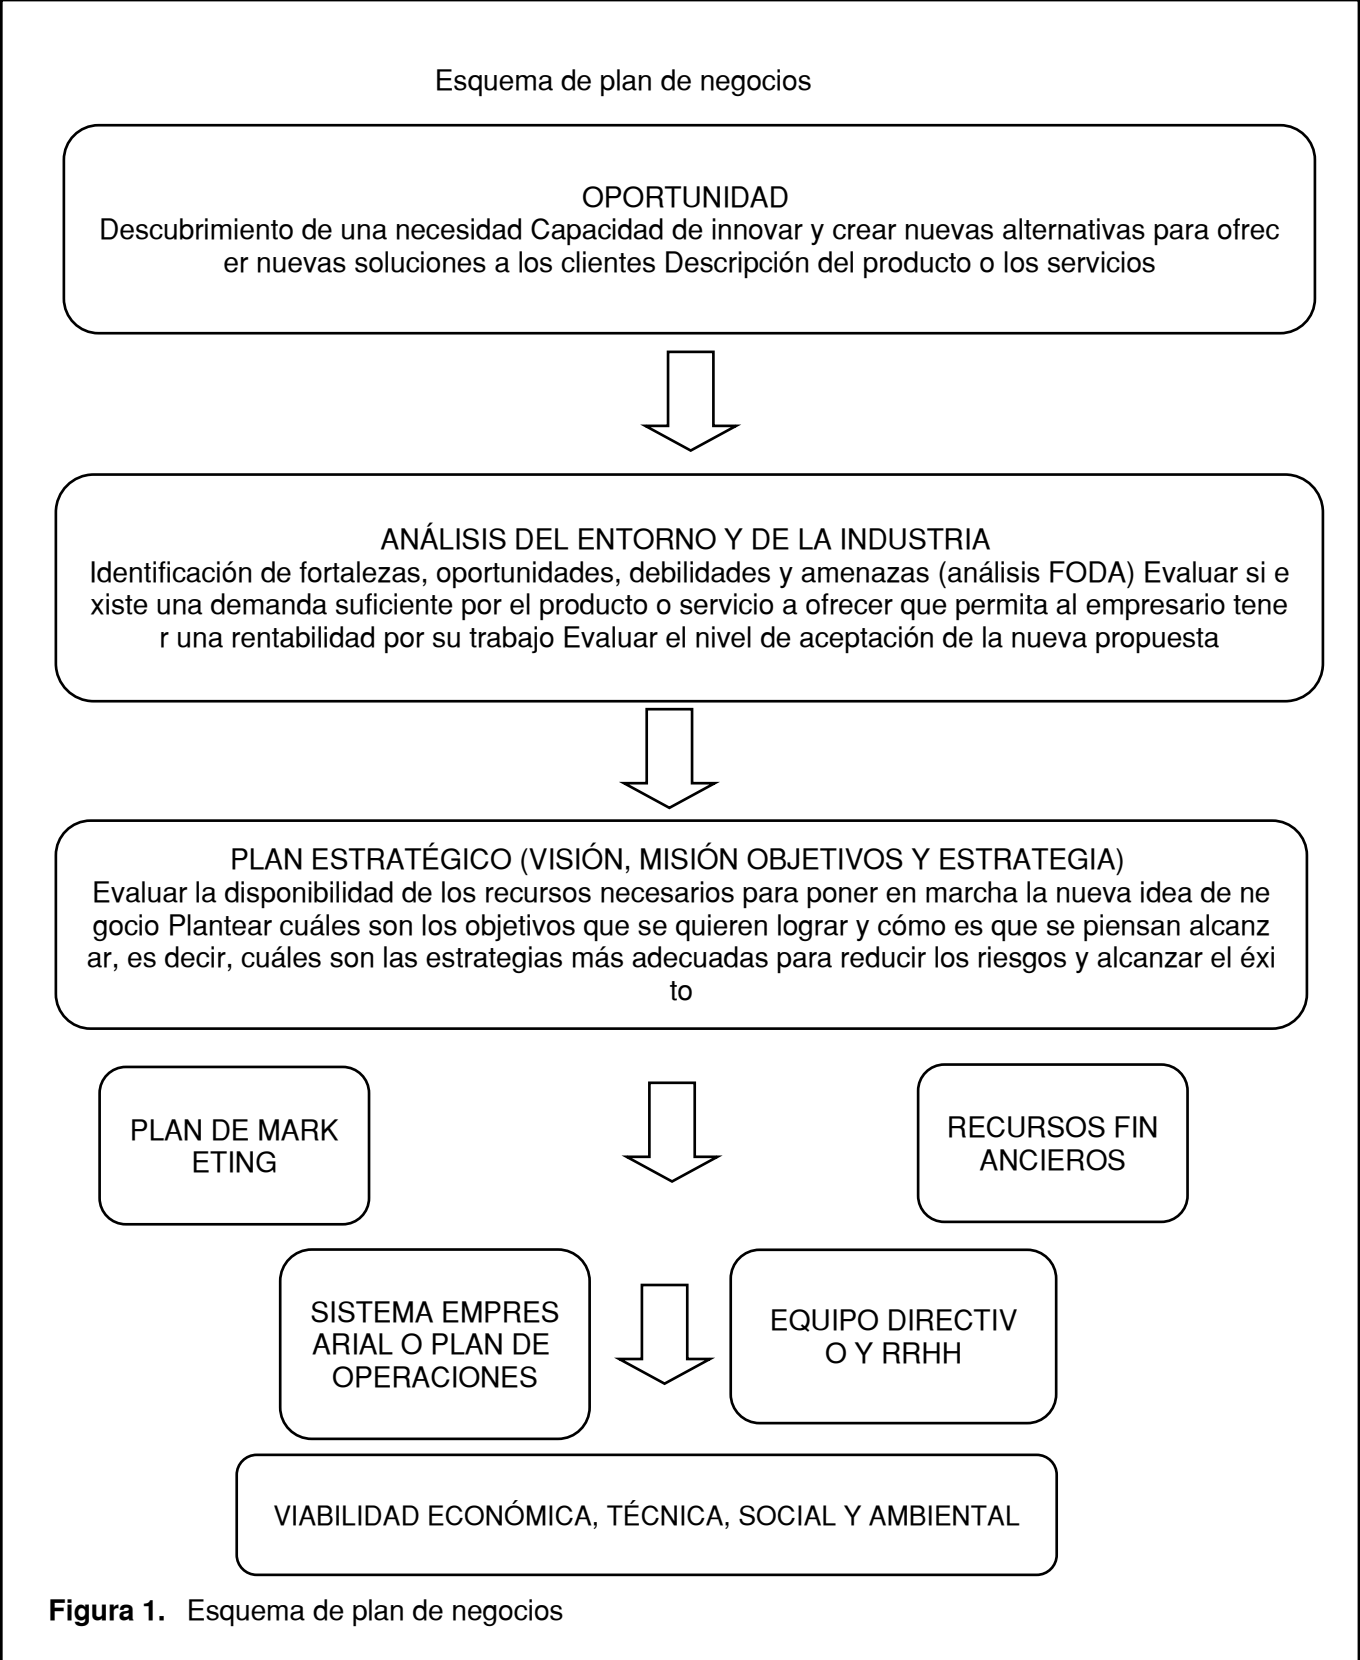 Esquema de plan de negocios
OPORTUNIDAD
Descubrimiento de una necesidad Capacidad de innovar y crear nuevas alternativas para ofrec
er nuevas soluciones a los clientes Descripción del producto o los servicios
ANÁLISIS DEL ENTORNO Y DE LA INDUSTRIA
Identificación de fortalezas, oportunidades, debilidades y amenazas (análisis FODA) Evaluar si e
xiste una demanda suficiente por el producto o servicio a ofrecer que permita al empresario tene
r una rentabilidad por su trabajo Evaluar el nivel de aceptación de la nueva propuesta
PLAN ESTRATÉGICO (VISIÓN, MISIÓN OBJETIVOS Y ESTRATEGIA)
Evaluar la disponibilidad de los recursos necesarios para poner en marcha la nueva idea de ne
gocio Plantear cuáles son los objetivos que se quieren lograr y cómo es que se piensan alcanz
ar, es decir, cuáles son las estrategias más adecuadas para reducir los riesgos y alcanzar el éxi
to
PLAN DE MARK
ETING
RECURSOS FIN
ANCIEROS
SISTEMA EMPRES
ARIAL O PLAN DE
OPERACIONES
EQUIPO DIRECTIV
O Y RRHH
VIABILIDAD ECONÓMICA, TÉCNICA, SOCIAL Y AMBIENTAL
Figura 1. Esquema de plan de negocios